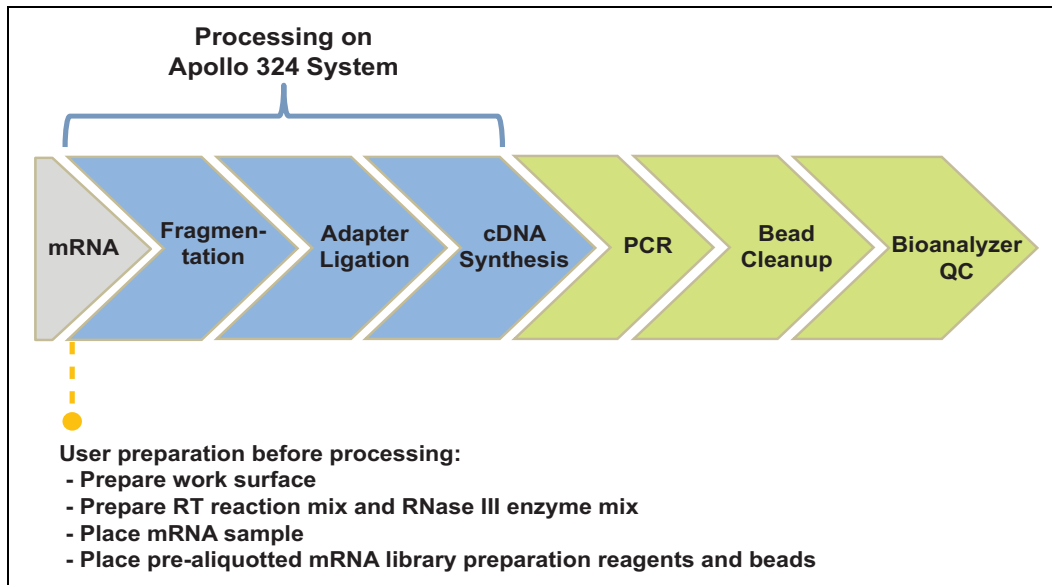 Processing on
Apollo 324 System
mRNA
Fragmen-
tation
Adapter
Ligation
cDNA
Synthesis
PCR
Bead
Cleanup
Bioanalyzer
QC
User preparation before processing:
- Prepare work surface
- Prepare RT reaction mix and RNase III enzyme mix
- Place mRNA sample
- Place pre-aliquotted mRNA library preparation reagents and beads